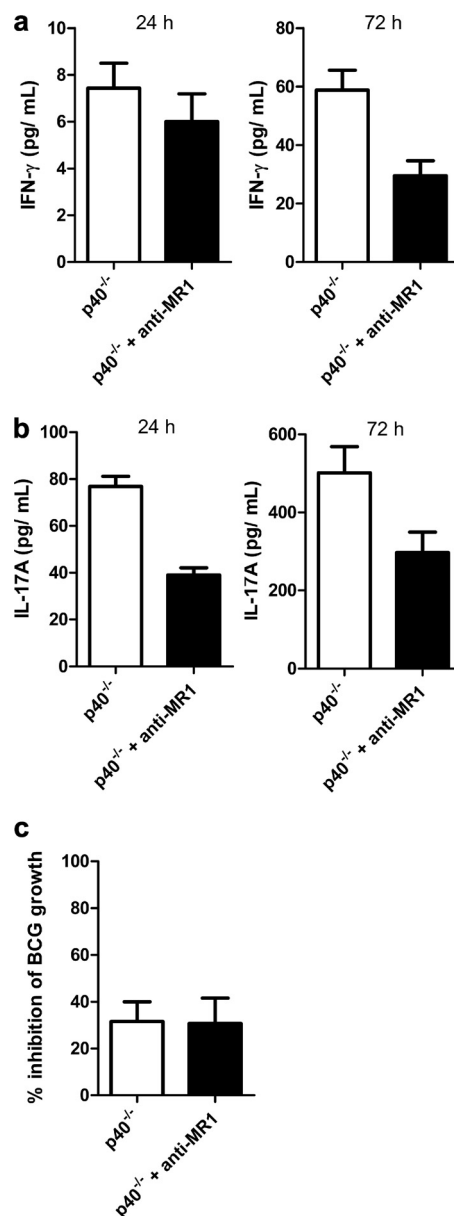 a
24 h
72 h
IFN-γ (pg/ mL)
10
8
6
4
2
0
p40-/-
p40-/- + anti-MR1
IFN-γ (pg/ mL)
80
60
40
20
0
p40-/-
p40-/- + anti-MR1
b
24 h
72 h
IL-17A (pg/ mL)
100
80
60
40
20
0
p40-/-
p40-/- + anti-MR1
IL-17A (pg/ mL)
600
400
200
0
p40-/-
p40-/- + anti-MR1
c
% inhibition of BCG growth
100
80
60
40
20
0
p40-/-
p40-/- + anti-MR1